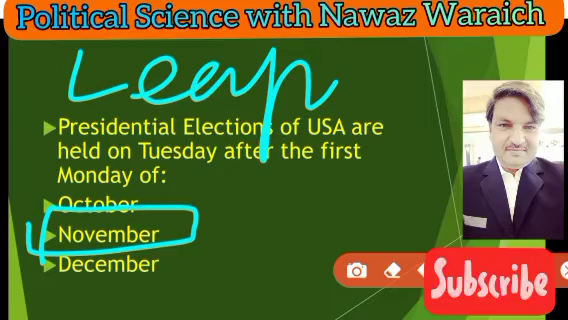 Political Science with Nawaz Waraich
Leap
Presidential Elections of USA are
held on Tuesday after the first
Monday of:
October
November
December
Subscribe